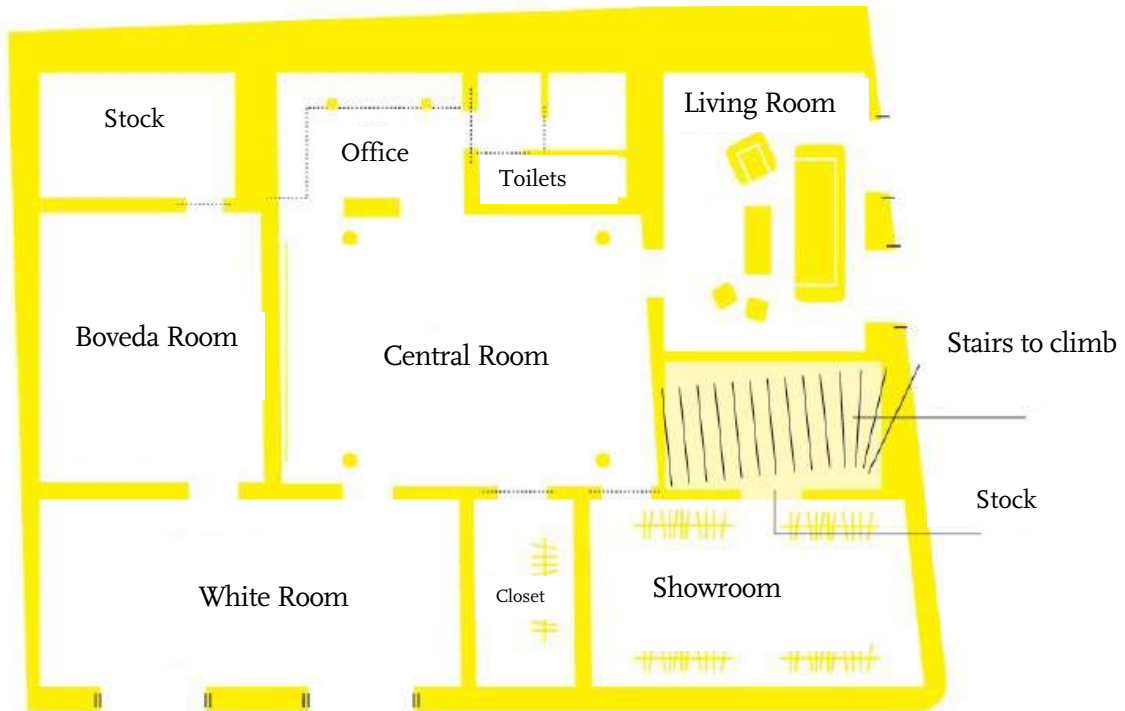 Living Room
Stock
Office
Toilets
Boveda Room
Central Room
Stairs to climb
Stock
White Room
Closet
Showroom